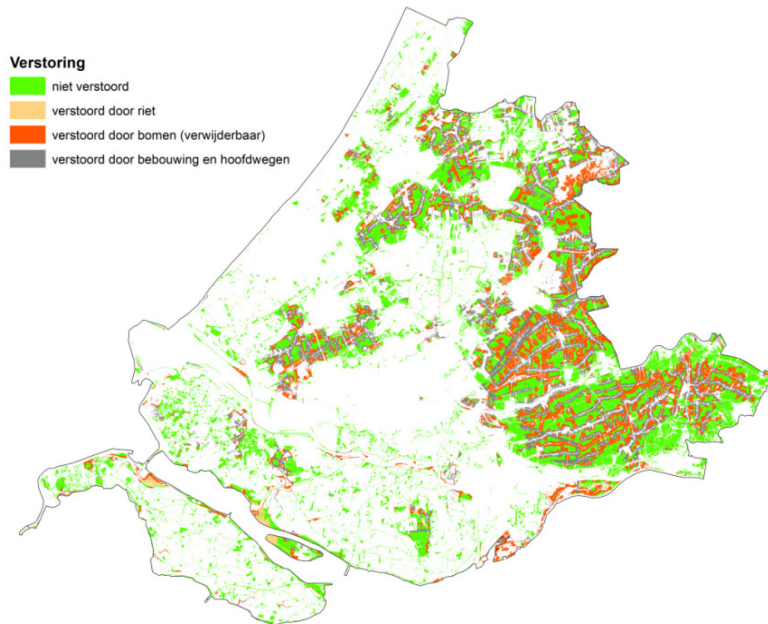 Verstoring
niet verstoord
verstoord door riet
verstoord door bomen (verwijderbaar)
verstoord door bebouwing en hoofdwegen